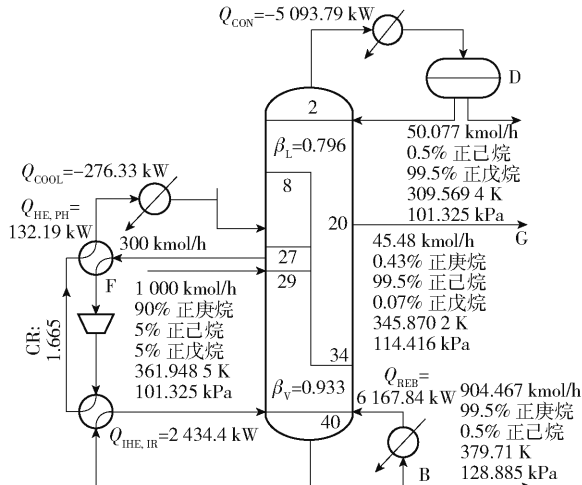 Q_CON=−5 093.79 kW
D
2
β_L=0.796
50.077 kmol/h
0.5% 正己烷
99.5% 正戊烷
309.569 4 K
101.325 kPa
Q_COOL=−276.33 kW
8
Q_HE, PH=
132.19 kW
20
G
300 kmol/h
27
F
29
45.48 kmol/h
0.43% 正庚烷
99.5% 正己烷
0.07% 正戊烷
345.870 2 K
114.416 kPa
1 000 kmol/h
90% 正庚烷
5% 正己烷
5% 正戊烷
361.948 5 K
101.325 kPa
CR:
1.665
34
β_V=0.933
Q_REB=
6 167.84 kW
40
Q_IHE, IR=2 434.4 kW
B
904.467 kmol/h
99.5% 正庚烷
0.5% 正己烷
379.71 K
128.885 kPa